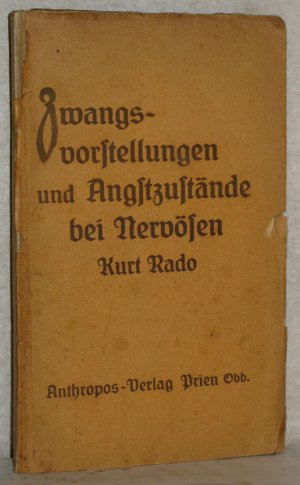 Zwangs-
vorstellungen
und Angstzustände
bei Nervösen
Kurt Rado
Anthropos-Verlag Prien Obb.